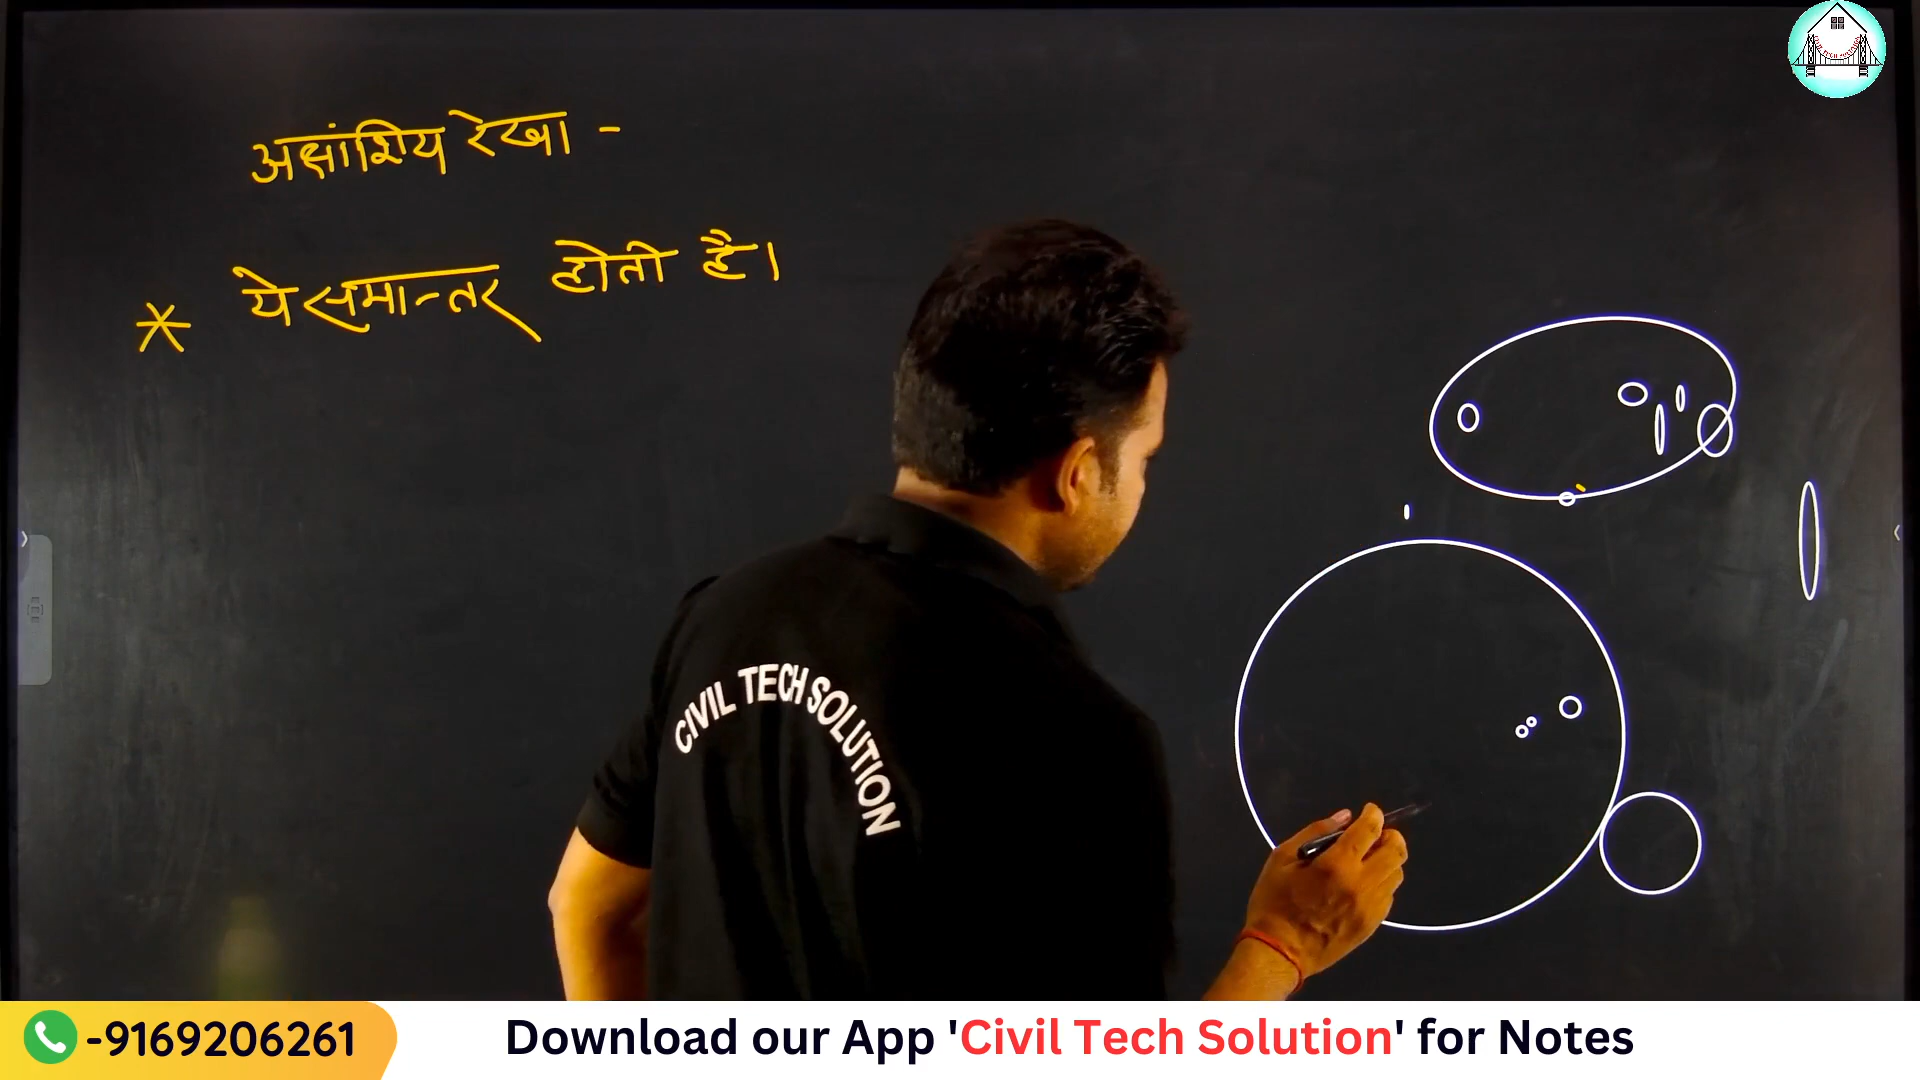 अक्षांशिय रेखा -
* ये समान्तर होती है।
CIVIL TECH SOLUTION
-9169206261
Download our App 'Civil Tech Solution' for Notes